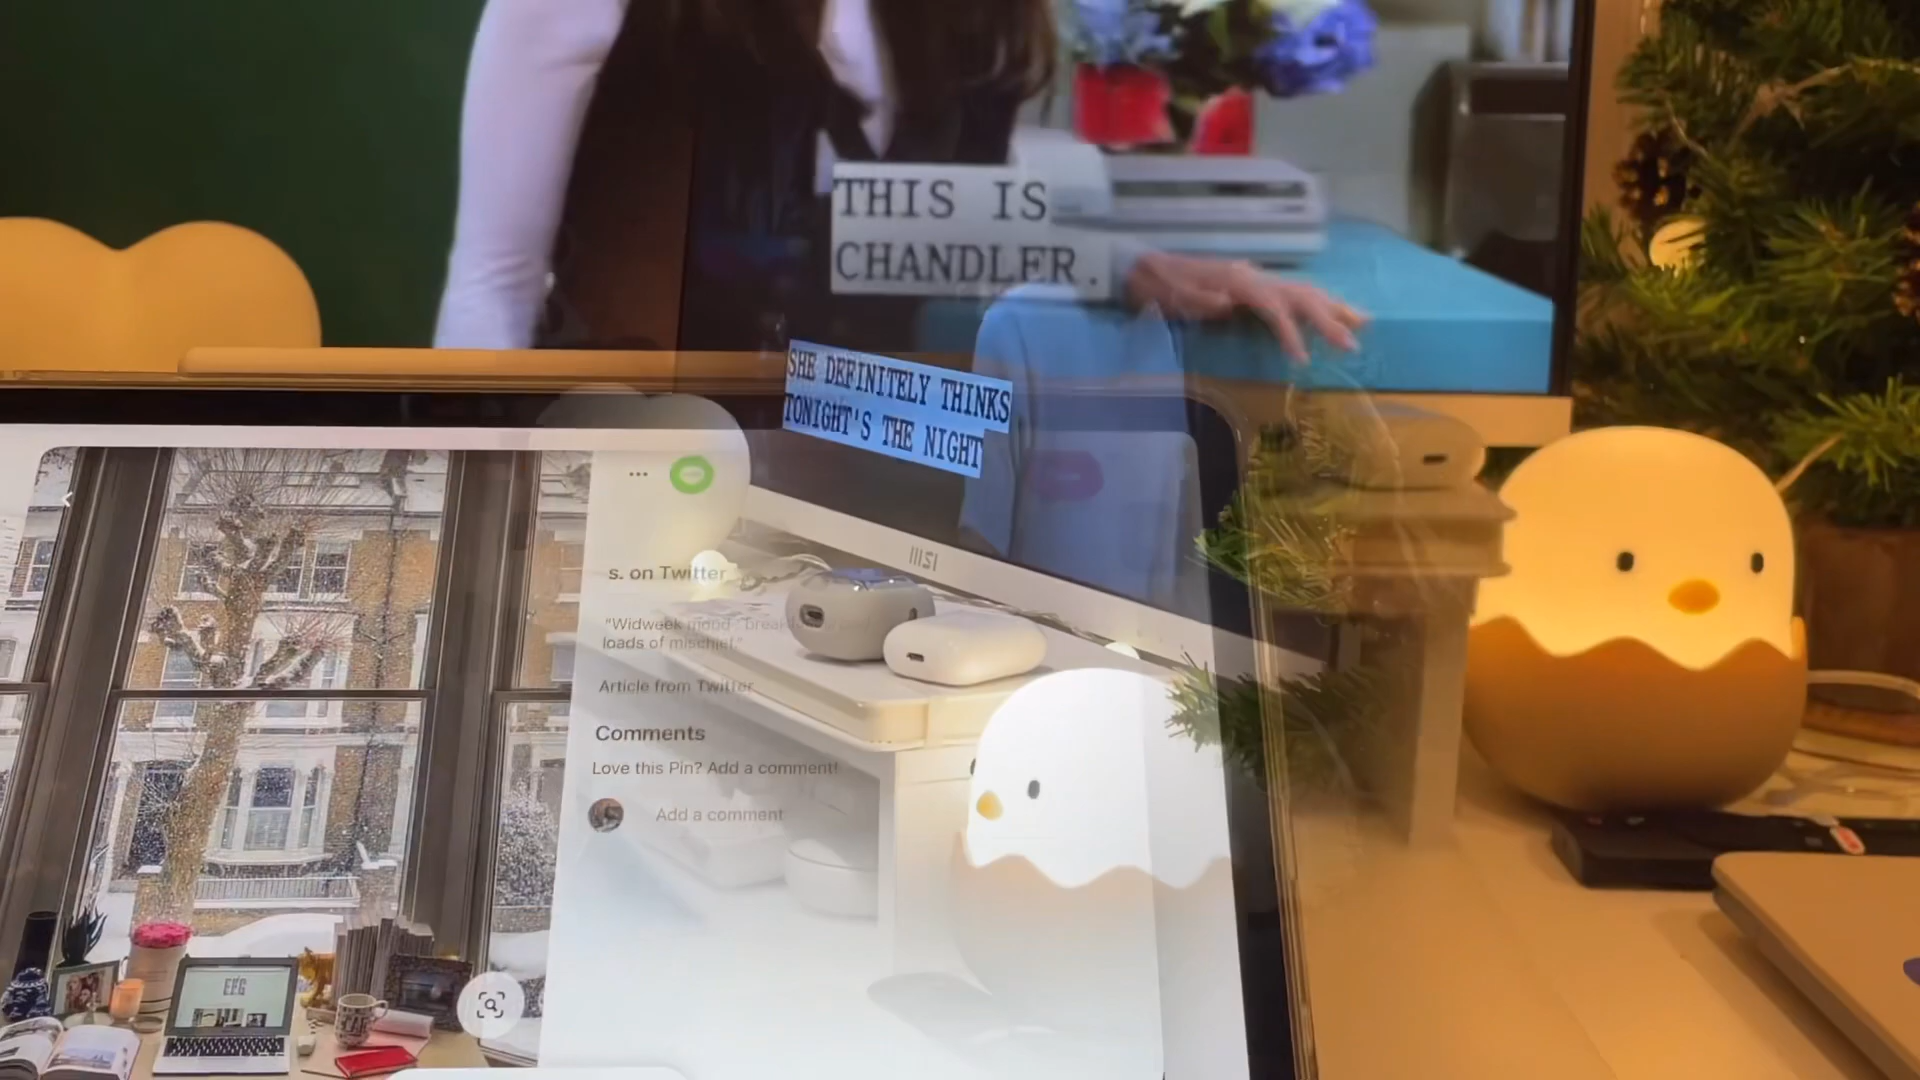 THIS IS
CHANDLER.
SHE DEFINITELY THINKS
TONIGHT'S THE NIGHT
msi
s. on Twitter
"Widweek mood "breakf
loads of mischief."
Article from Twitter
Comments
Love this Pin? Add a comment!
Add a comment